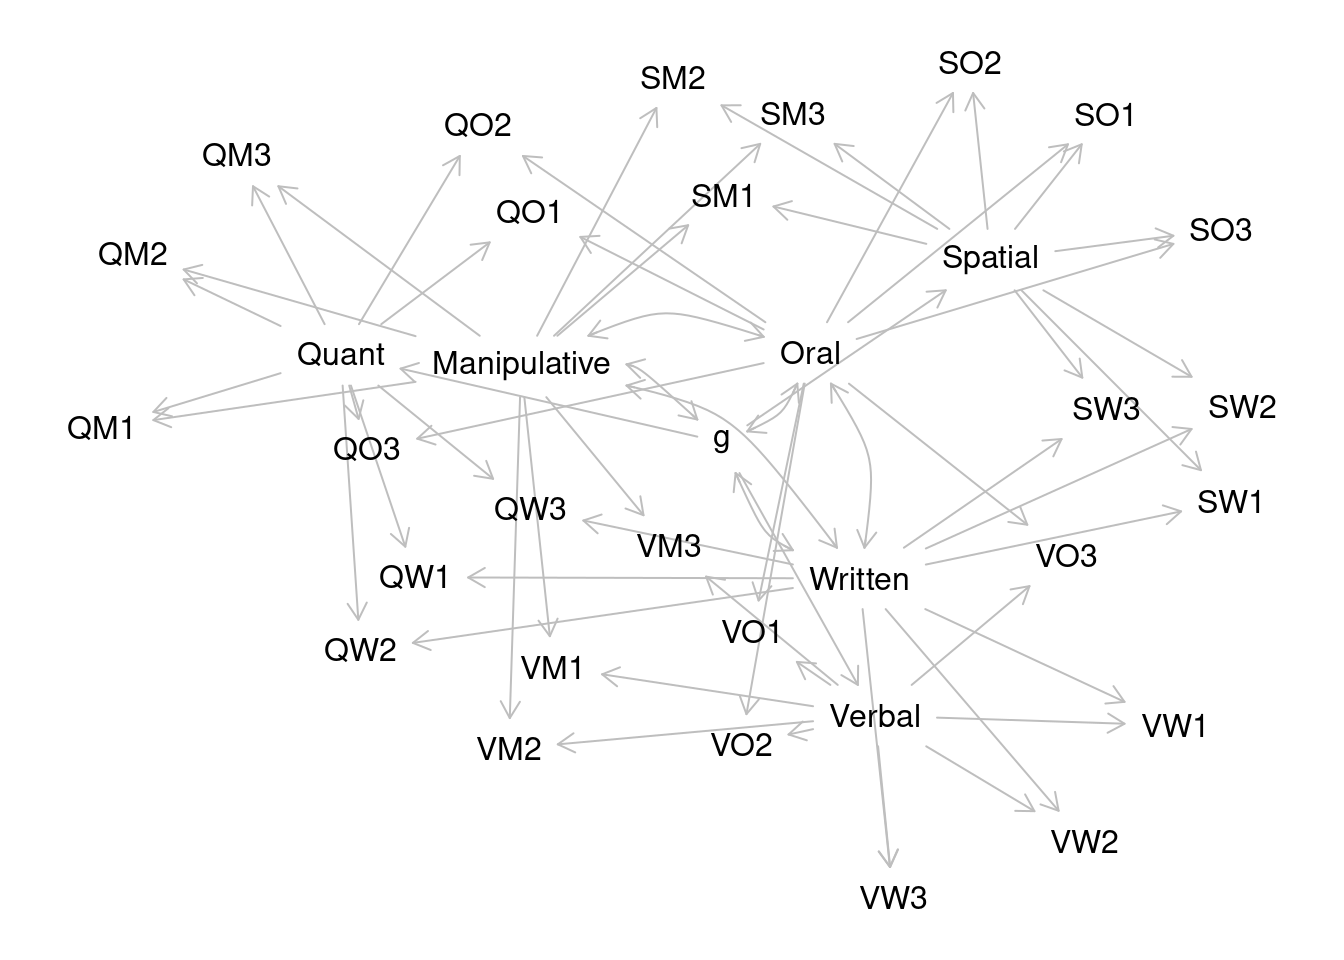 SO2
SM2
SM3
SO1
QO2
QM3
SM1
QO1
SO3
QM2
Spatial
Quant
Manipulative
Oral
SW3
SW2
QM1
g
QO3
SW1
QW3
VM3
VO3
QW1
Written
VO1
QW2
VM1
Verbal
VW1
VM2
VO2
VW2
VW3